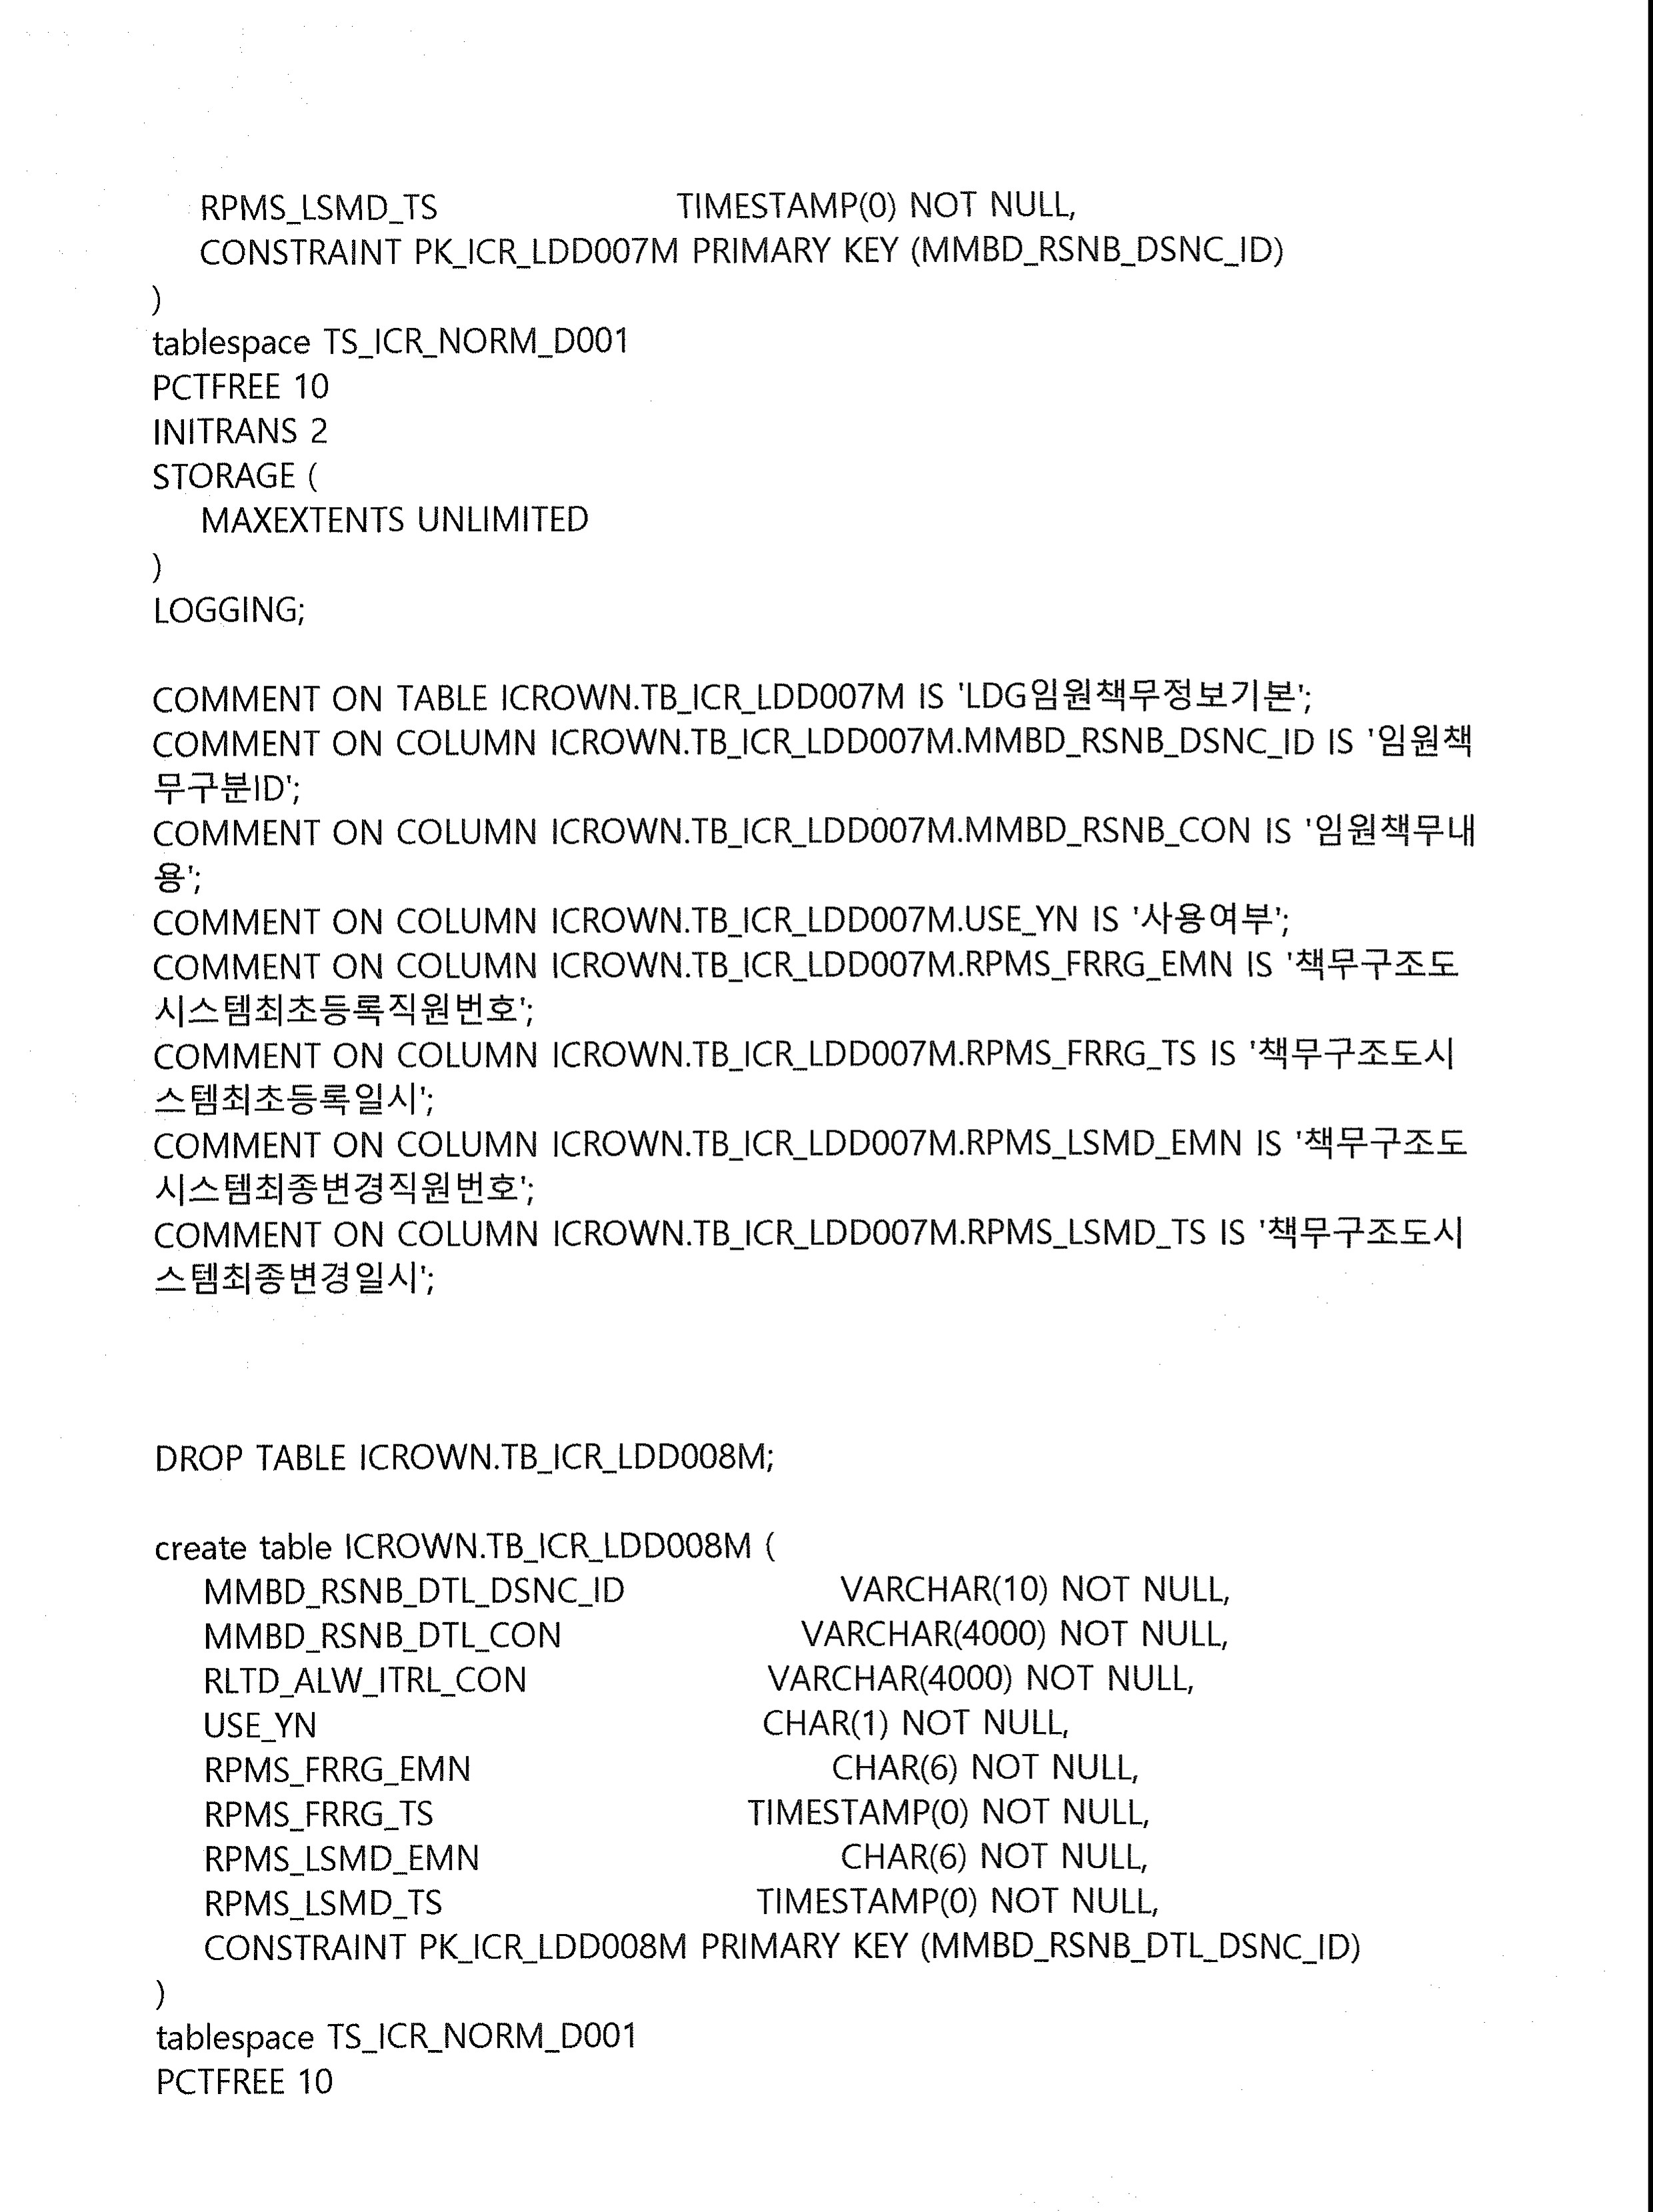 RPMS_LSMD_TS TIMESTAMP(0) NOT NULL,
CONSTRAINT PK_ICR_LDD007M PRIMARY KEY (MMBD_RSNB_DSNC_ID)
)
tablespace TS_ICR_NORM_D001
PCTFREE 10
INITRANS 2
STORAGE (
MAXEXTENTS UNLIMITED
)
LOGGING;
COMMENT ON TABLE ICROWN.TB_ICR_LDD007M IS 'LDG임원책무정보기본';
COMMENT ON COLUMN ICROWN.TB_ICR_LDD007M.MMBD_RSNB_DSNC_ID IS '임원책
무구분ID';
COMMENT ON COLUMN ICROWN.TB_ICR_LDD007M.MMBD_RSNB_CON IS '임원책무내
용';
COMMENT ON COLUMN ICROWN.TB_ICR_LDD007M.USE_YN IS '사용여부';
COMMENT ON COLUMN ICROWN.TB_ICR_LDD007M.RPMS_FRRG_EMN IS '책무구조도
시스템최초등록직원번호';
COMMENT ON COLUMN ICROWN.TB_ICR_LDD007M.RPMS_FRRG_TS IS '책무구조도시
스템최초등록일시';
COMMENT ON COLUMN ICROWN.TB_ICR_LDD007M.RPMS_LSMD_EMN IS '책무구조도
시스템최종변경직원번호';
COMMENT ON COLUMN ICROWN.TB_ICR_LDD007M.RPMS_LSMD_TS IS '책무구조도시
스템최종변경일시';
DROP TABLE ICROWN.TB_ICR_LDD008M;
create table ICROWN.TB_ICR_LDD008M (
MMBD_RSNB_DTL_DSNC_ID VARCHAR(10) NOT NULL,
MMBD_RSNB_DTL_CON VARCHAR(4000) NOT NULL,
RLTD_ALW_ITRL_CON VARCHAR(4000) NOT NULL,
USE_YN CHAR(1) NOT NULL,
RPMS_FRRG_EMN CHAR(6) NOT NULL,
RPMS_FRRG_TS TIMESTAMP(0) NOT NULL,
RPMS_LSMD_EMN CHAR(6) NOT NULL,
RPMS_LSMD_TS TIMESTAMP(0) NOT NULL,
CONSTRAINT PK_ICR_LDD008M PRIMARY KEY (MMBD_RSNB_DTL_DSNC_ID)
)
tablespace TS_ICR_NORM_D001
PCTFREE 10